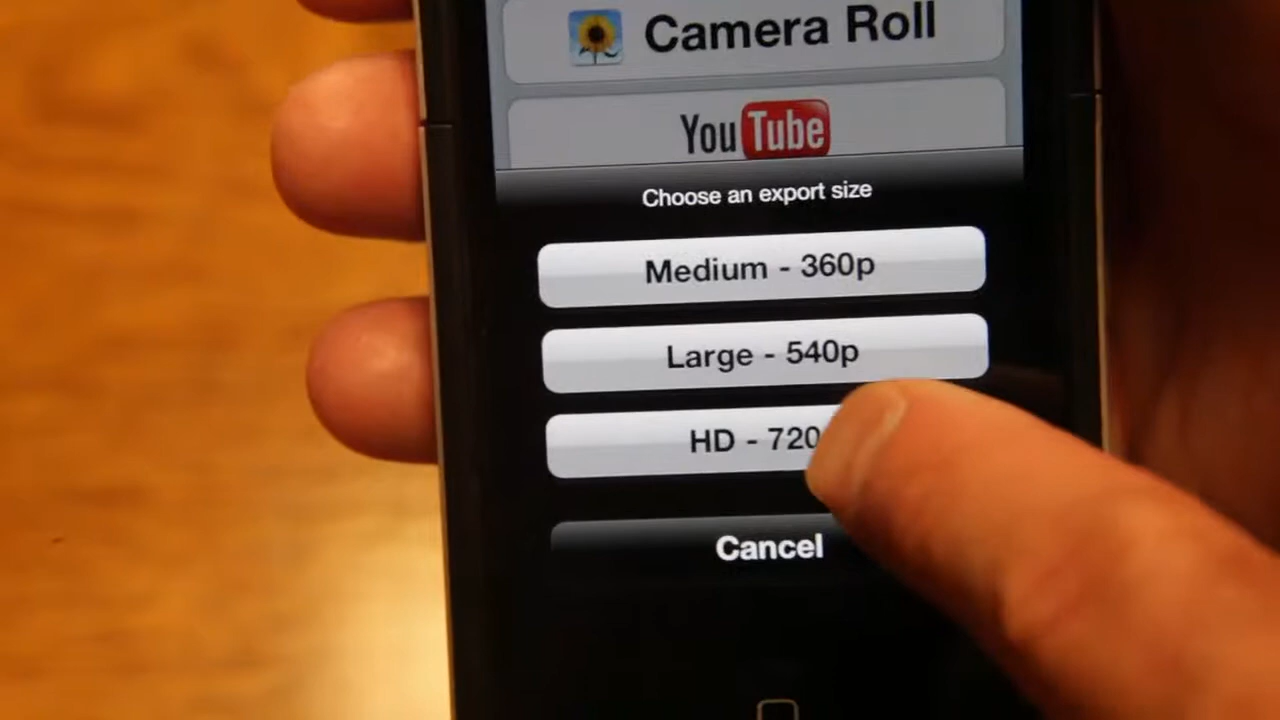 Camera Roll
YouTube
Choose an export size
Medium - 360p
Large - 540p
HD - 720
Cancel